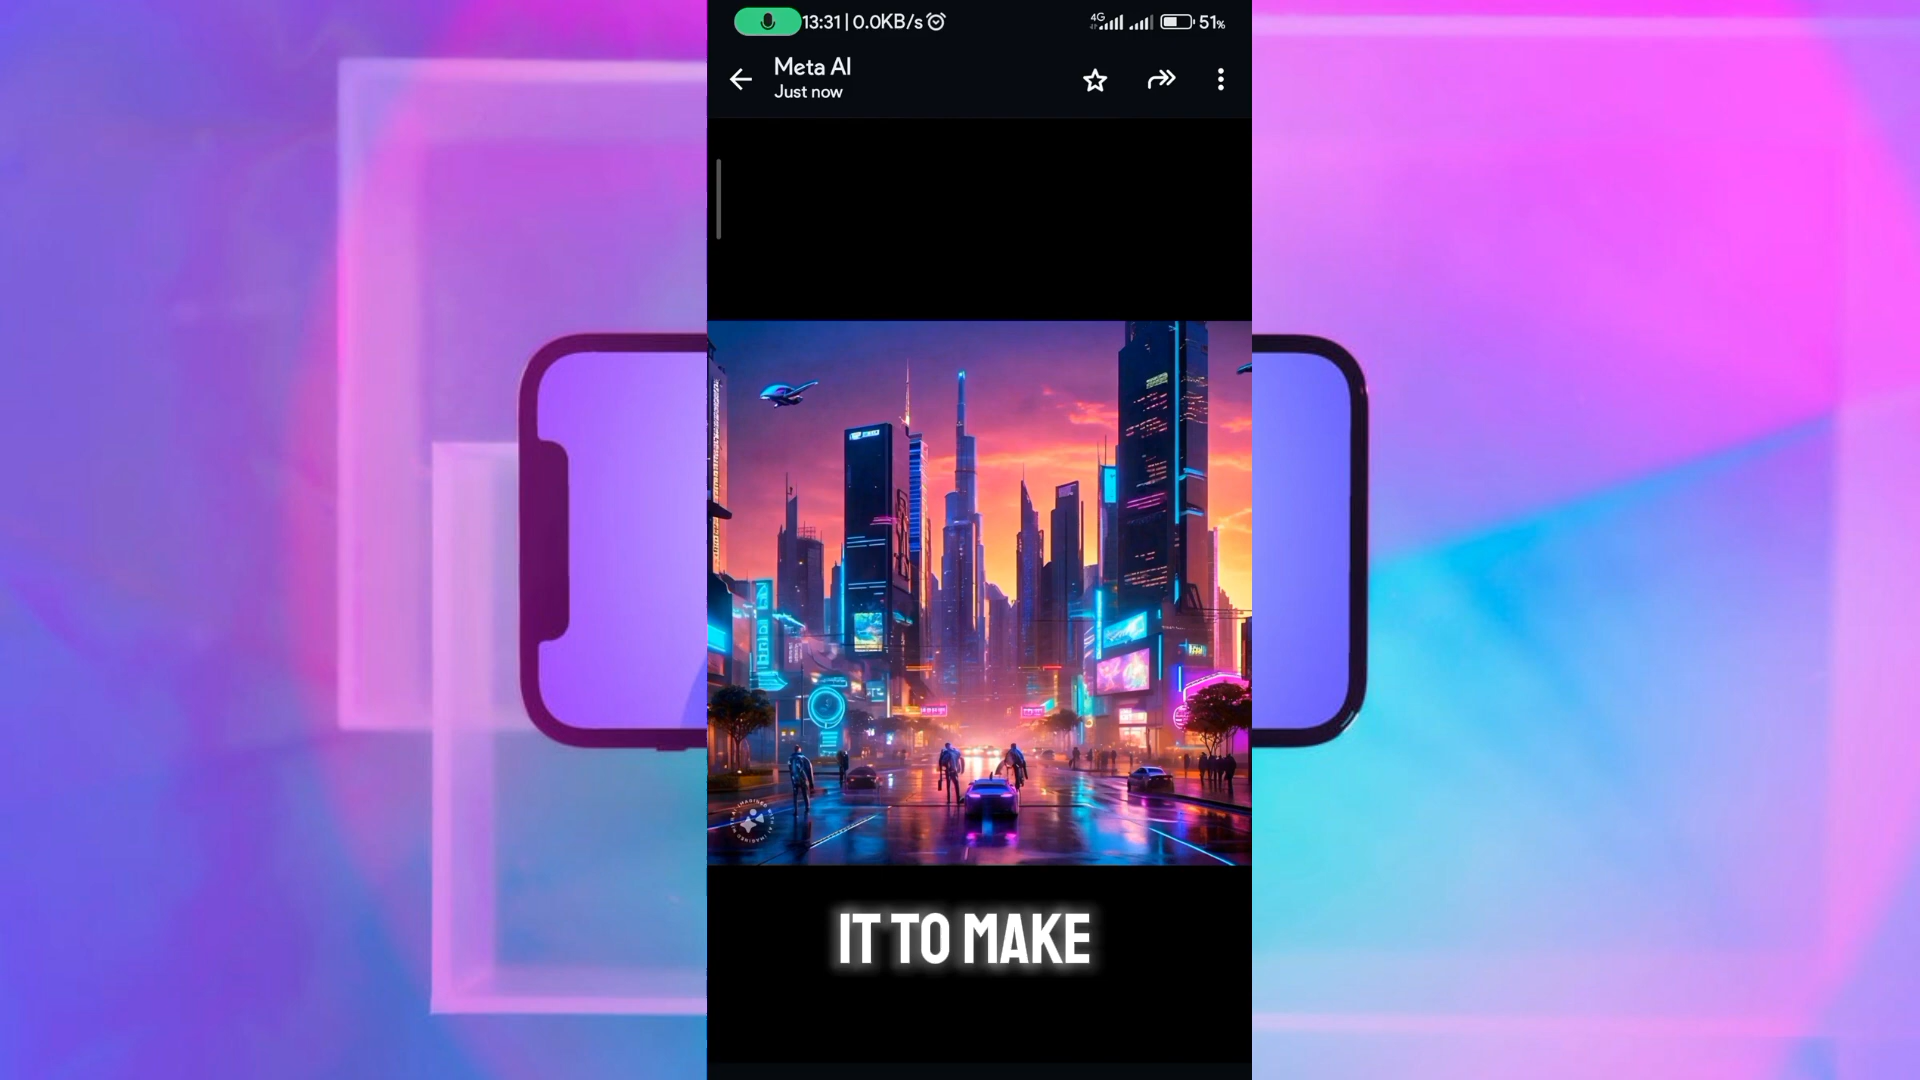 13:31 | 0.0KB/s
4G
51%
Meta AI
Just now
IT TO MAKE